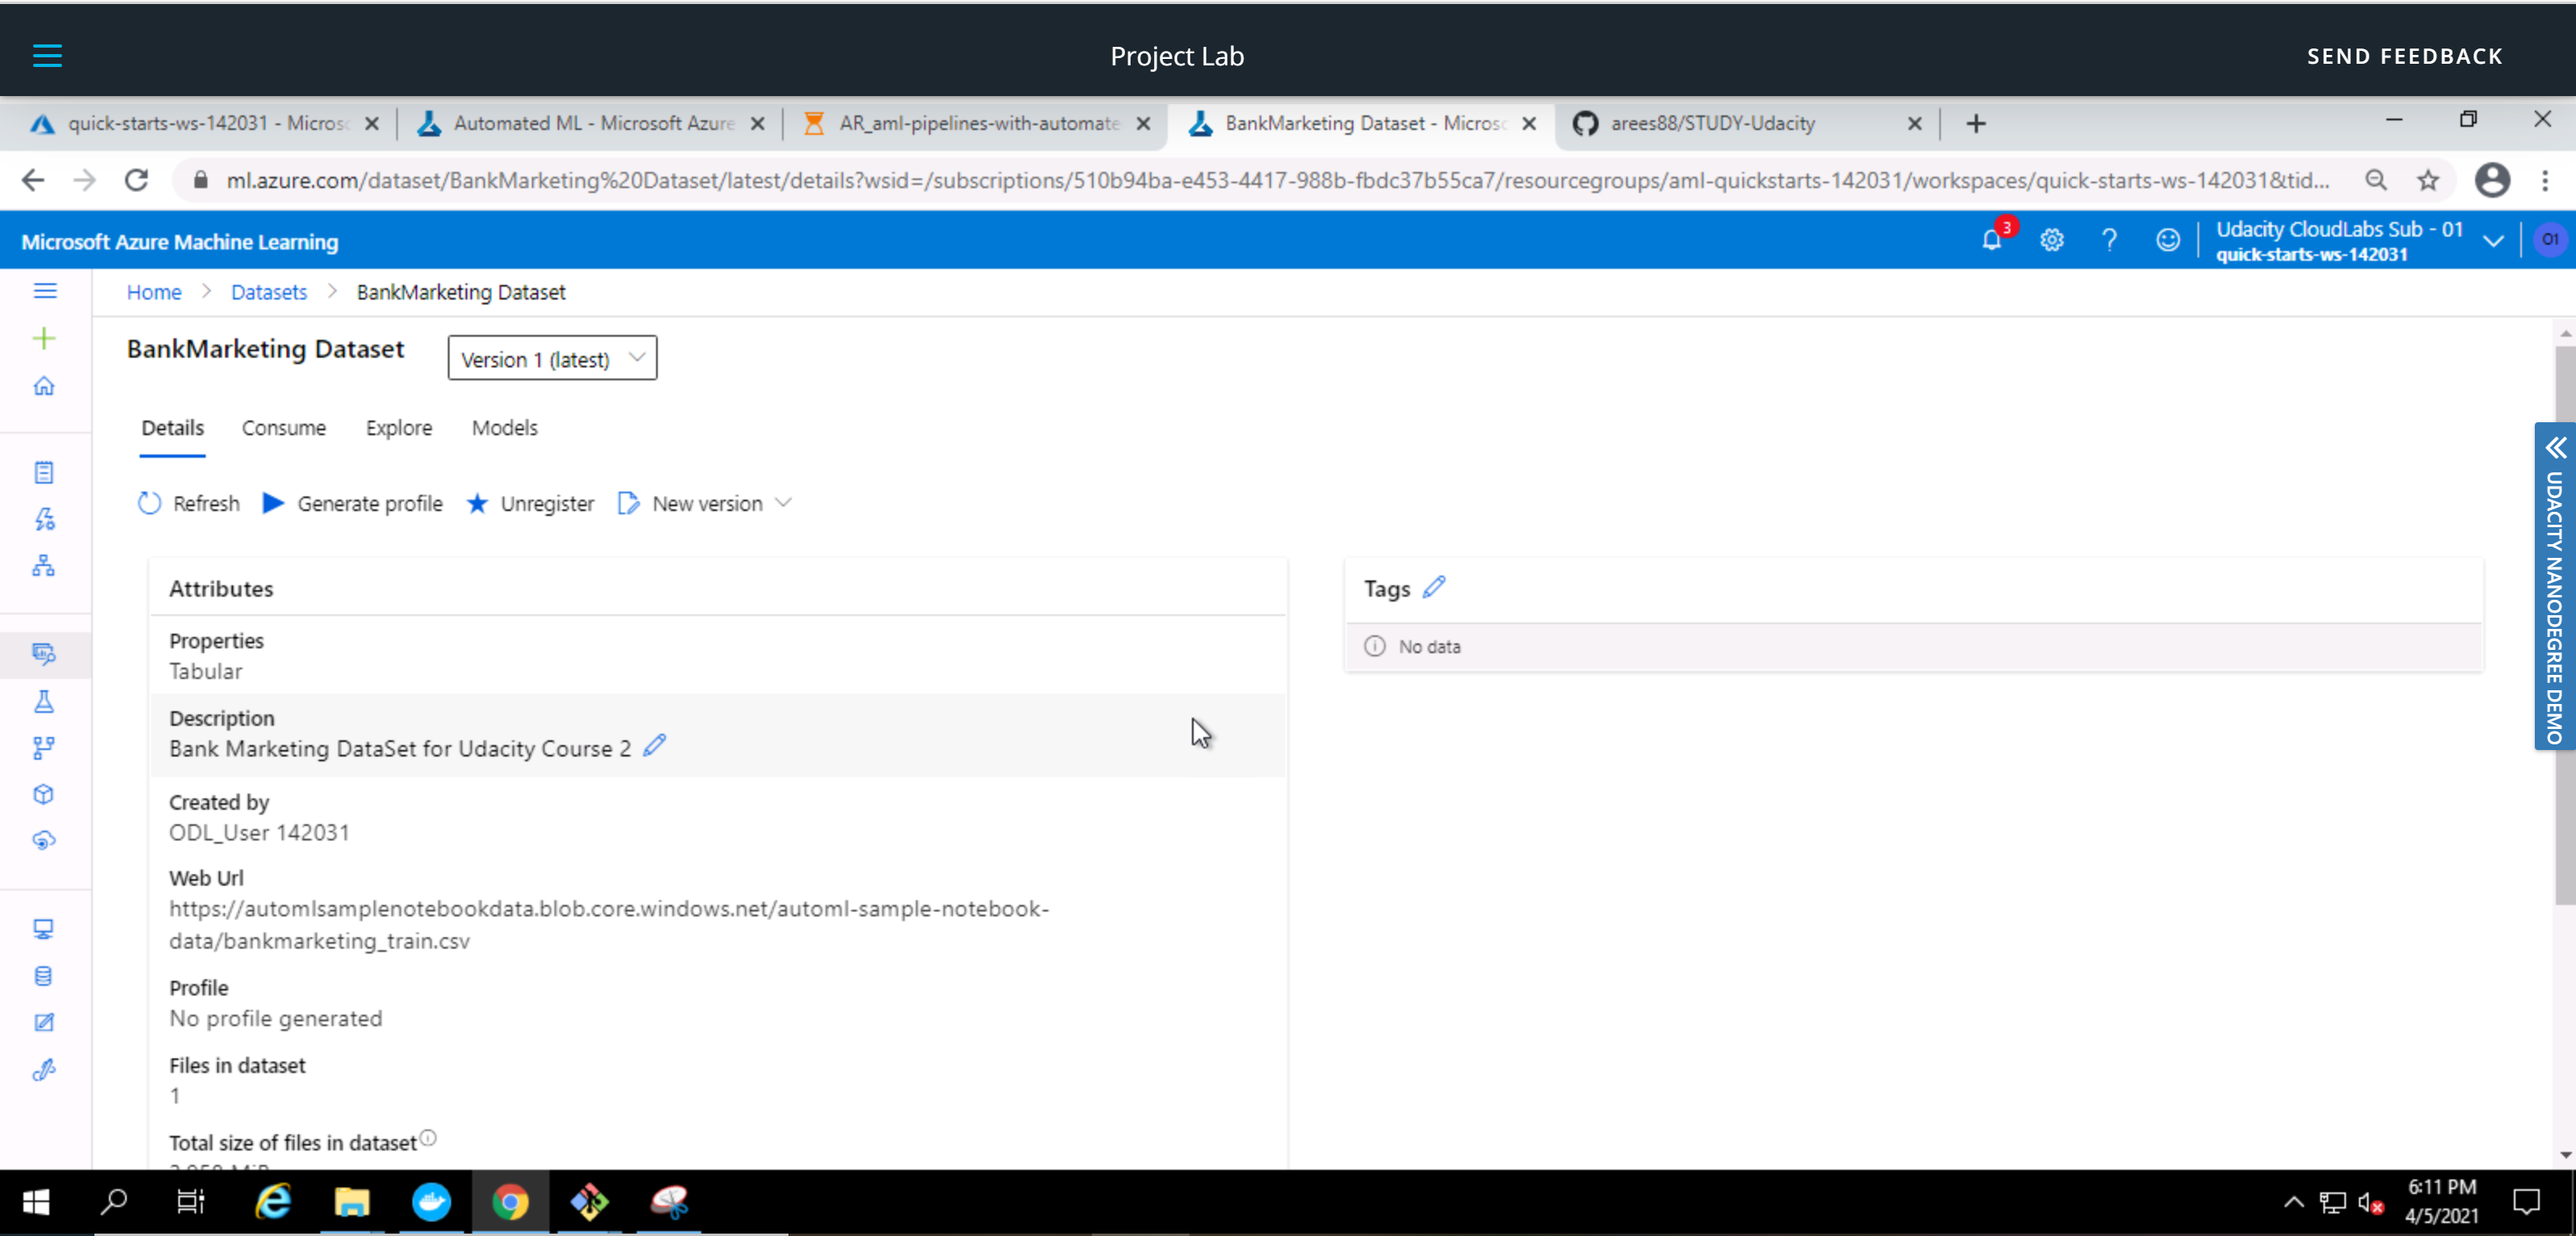 Project Lab
SEND FEEDBACK
quick-starts-ws-142031 - Micros
Automated ML - Microsoft Azure
AR_aml-pipelines-with-automate
BankMarketing Dataset - Micros
arees88/STUDY-Udacity
ml.azure.com/dataset/BankMarketing%20Dataset/latest/details?wsid=/subscriptions/510b94ba-e453-4417-988b-fbdc37b55ca7/resourcegroups/aml-quickstarts-142031/workspaces/quick-starts-ws-142031&tid...
Microsoft Azure Machine Learning
3
Udacity CloudLabs Sub - 01
quick-starts-ws-142031
O1
Home > Datasets > BankMarketing Dataset
BankMarketing Dataset
Version 1 (latest)
Details
Consume
Explore
Models
Refresh
Generate profile
Unregister
New version
Attributes
Properties
Tabular
Description
Bank Marketing DataSet for Udacity Course 2
Created by
ODL_User 142031
Web Url
https://automlsamplenotebookdata.blob.core.windows.net/automl-sample-notebook-
data/bankmarketing_train.csv
Profile
No profile generated
Files in dataset
1
Total size of files in dataset
Tags
No data
UDACITY NANODEGREE DEMO
6:11 PM
4/5/2021